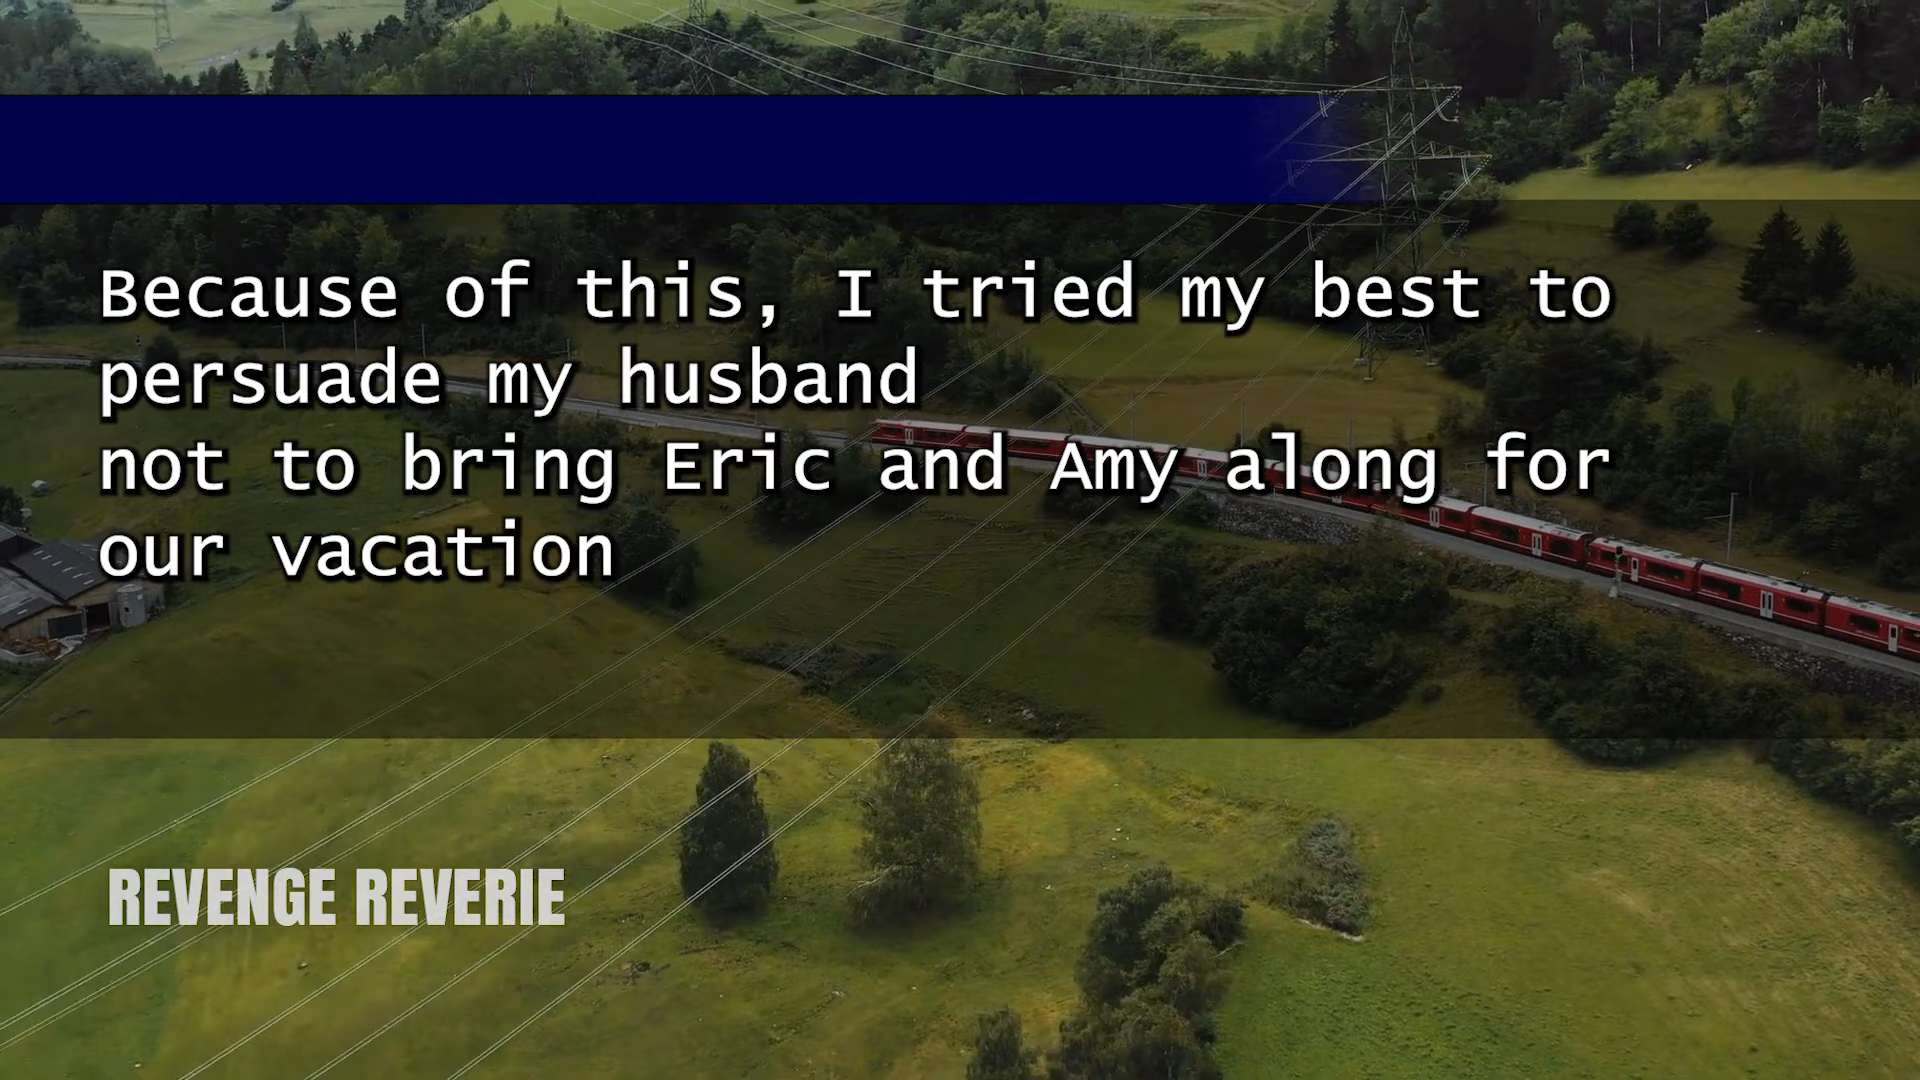 Because of this, I tried my best to
persuade my husband
not to bring Eric and Amy along for
our vacation
REVENGE REVERIE